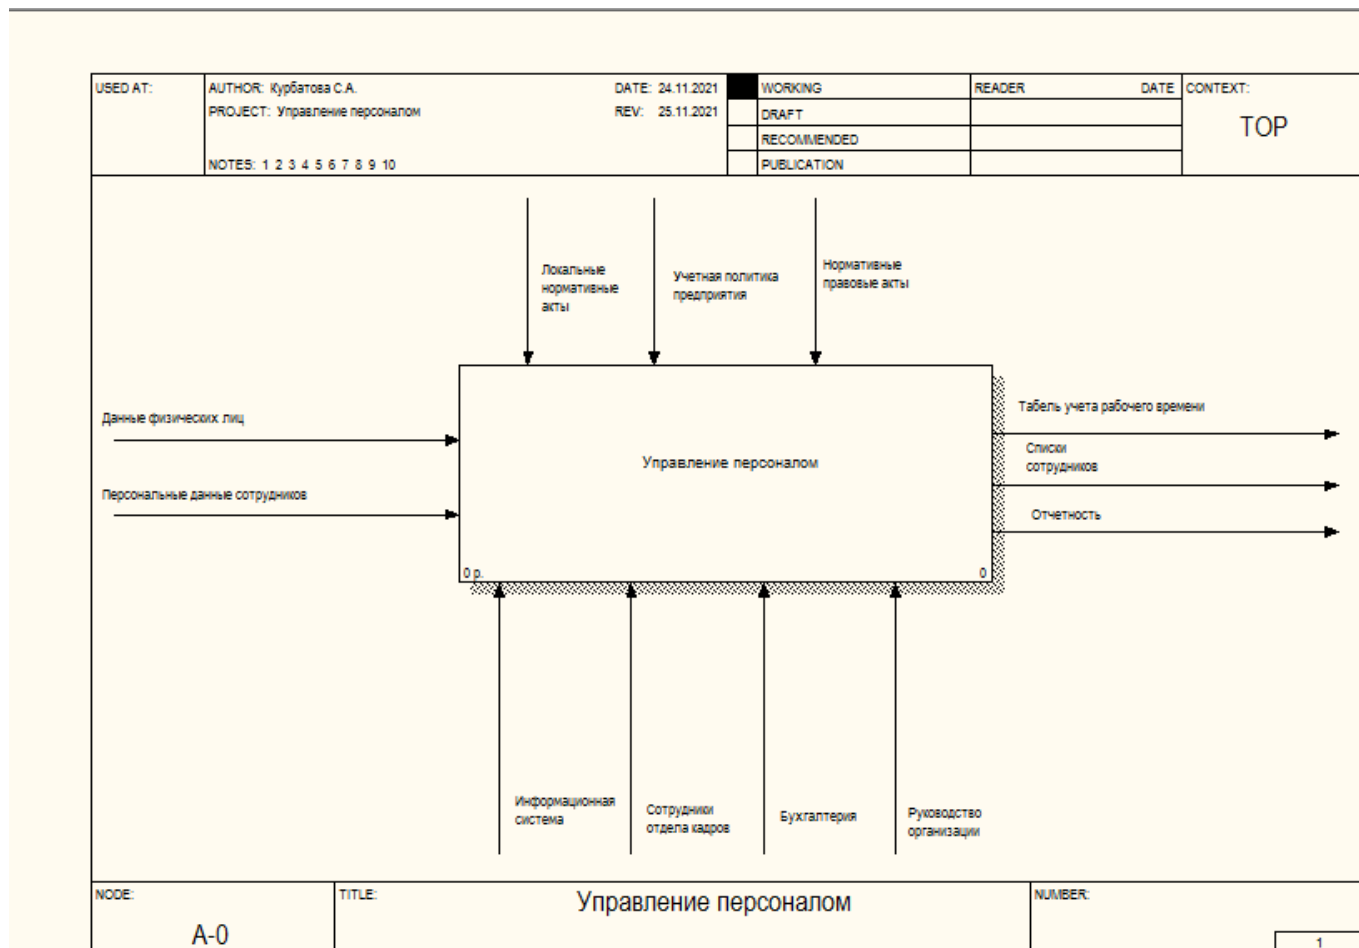 USED AT:
AUTHOR: Курбатова С.А.
DATE: 24.11.2021
PROJECT: Управление персоналом
REV: 25.11.2021
NOTES: 1 2 3 4 5 6 7 8 9 10
WORKING
DRAFT
RECOMMENDED
PUBLICATION
READER
DATE
CONTEXT:
TOP
Локальные
нормативные
акты
Учетная политика
предприятия
Нормативные
правовые акты
Данные физических лиц
Персональные данные сотрудников
Управление персоналом
0 р.
0
Табель учета рабочего времени
Списки
сотрудников
Отчетность
Информационная
система
Сотрудники
отдела кадров
Бухгалтерия
Руководство
организации
NODE:
A-0
TITLE:
Управление персоналом
NUMBER:
1